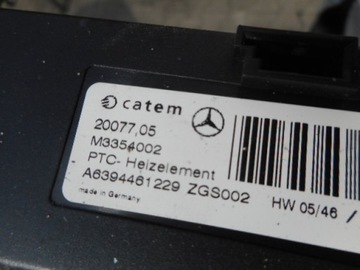 catem
20077,05
M3354002
PTC- Heizelement
A6394461229 ZGS002
HW 05/46 /
made in Germany